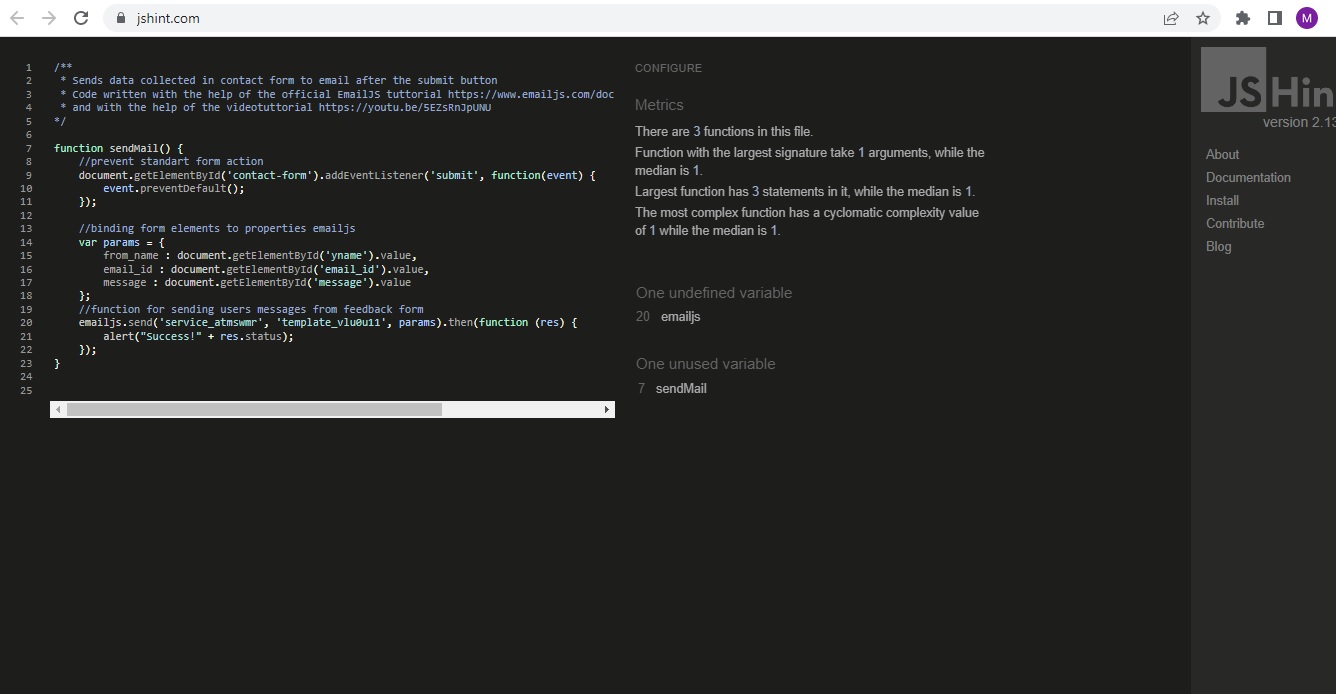 jshint.com
M
1 /**
2 * Sends data collected in contact form to email after the submit button
3 * Code written with the help of the official EmailJS tuttorial https://www.emailjs.com/doc
4 * and with the help of the videotuttorial https://youtu.be/5EZsRnJpUNU
5 */
6
7 function sendMail() {
8 //prevent standart form action
9 document.getElementById('contact-form').addEventListener('submit', function(event) {
10 event.preventDefault();
11 });
12
13 //binding form elements to properties emailjs
14 var params = {
15 from_name : document.getElementById('yname').value,
16 email_id : document.getElementById('email_id').value,
17 message : document.getElementById('message').value
18 };
19 //function for sending users messages from feedback form
20 emailjs.send('service_atmswmr', 'template_vlu0u11', params).then(function (res) {
21 alert("Success!" + res.status);
22 });
23 }
24
25
CONFIGURE
Metrics
There are 3 functions in this file.
Function with the largest signature take 1 arguments, while the
median is 1.
Largest function has 3 statements in it, while the median is 1.
The most complex function has a cyclomatic complexity value
of 1 while the median is 1.
One undefined variable
20 emailjs
One unused variable
7 sendMail
JSHin
version 2.13
About
Documentation
Install
Contribute
Blog